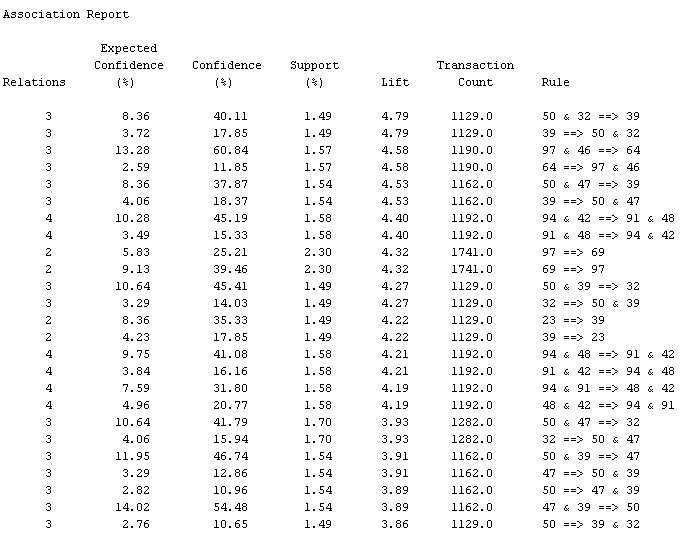 Association Report
Expected
Confidence Confidence Support Transaction
Relations (%) (%) (%) Lift Count Rule
3 8.36 40.11 1.49 4.79 1129.0 50 & 32 ==> 39
3 3.72 17.85 1.49 4.79 1129.0 39 ==> 50 & 32
3 13.28 60.84 1.57 4.58 1190.0 97 & 46 ==> 64
3 2.59 11.85 1.57 4.58 1190.0 64 ==> 97 & 46
3 8.36 37.87 1.54 4.53 1162.0 50 & 47 ==> 39
3 4.06 18.37 1.54 4.53 1162.0 39 ==> 50 & 47
4 10.28 45.19 1.58 4.40 1192.0 94 & 42 ==> 91 & 48
4 3.49 15.33 1.58 4.40 1192.0 91 & 48 ==> 94 & 42
2 5.83 25.21 2.30 4.32 1741.0 97 ==> 69
2 9.13 39.46 2.30 4.32 1741.0 69 ==> 97
3 10.64 45.41 1.49 4.27 1129.0 50 & 39 ==> 32
3 3.29 14.03 1.49 4.27 1129.0 32 ==> 50 & 39
2 8.36 35.33 1.49 4.22 1129.0 23 ==> 39
2 4.23 17.85 1.49 4.22 1129.0 39 ==> 23
4 9.75 41.08 1.58 4.21 1192.0 94 & 48 ==> 91 & 42
4 3.84 16.16 1.58 4.21 1192.0 91 & 42 ==> 94 & 48
4 7.59 31.80 1.58 4.19 1192.0 94 & 91 ==> 48 & 42
4 4.96 20.77 1.58 4.19 1192.0 48 & 42 ==> 94 & 91
3 10.64 41.79 1.70 3.93 1282.0 50 & 47 ==> 32
3 4.06 15.94 1.70 3.93 1282.0 32 ==> 50 & 47
3 11.95 46.74 1.54 3.91 1162.0 50 & 39 ==> 47
3 3.29 12.86 1.54 3.91 1162.0 47 ==> 50 & 39
3 2.82 10.96 1.54 3.89 1162.0 50 ==> 47 & 39
3 14.02 54.48 1.54 3.89 1162.0 47 & 39 ==> 50
3 2.76 10.65 1.49 3.86 1129.0 50 ==> 39 & 32